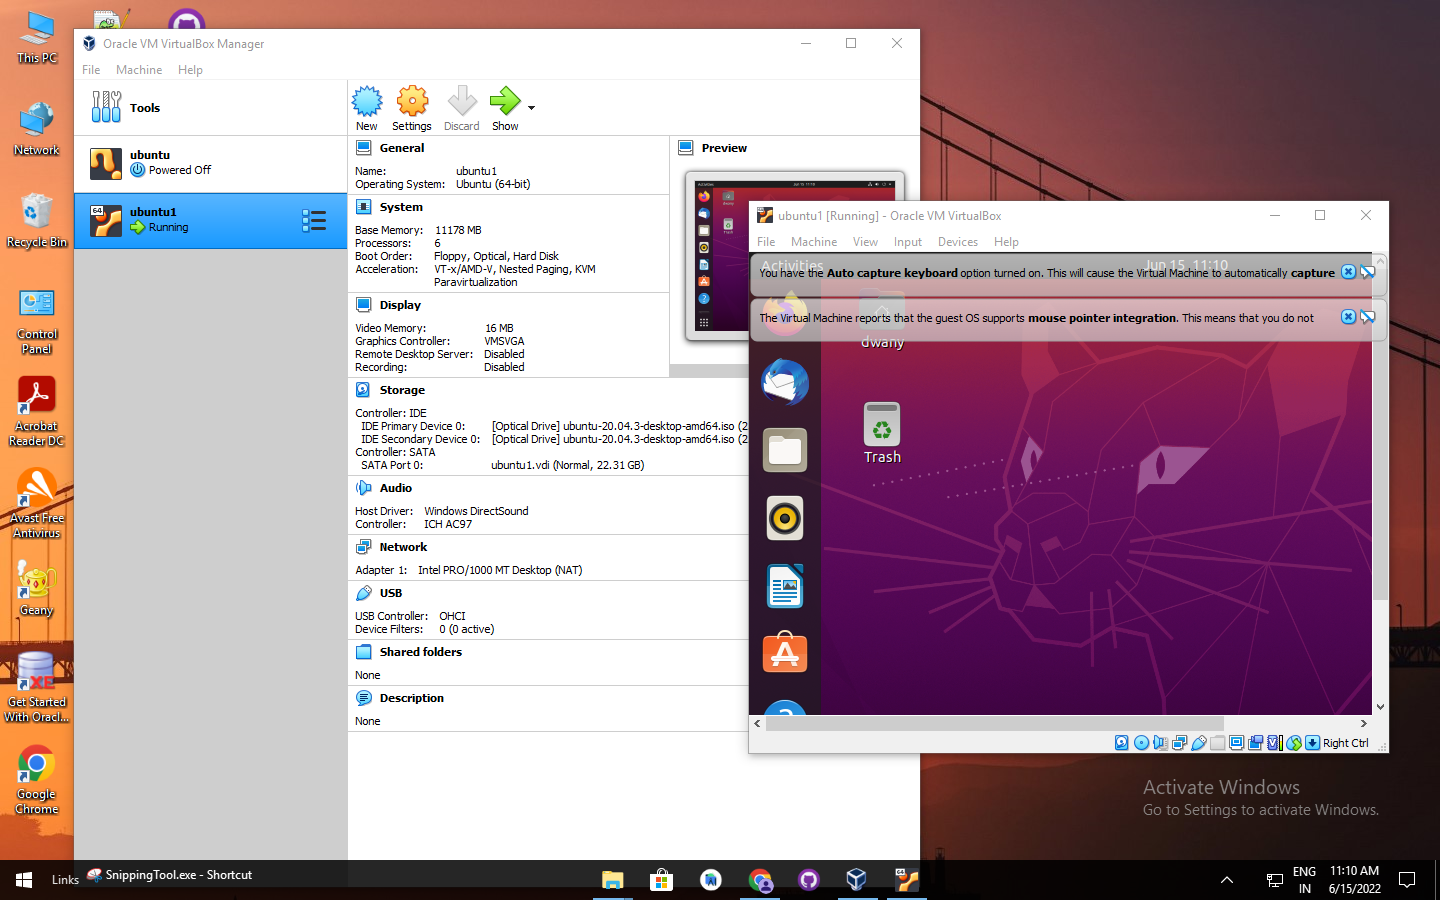 This PC
Network
Recycle Bin
Control
Panel
Acrobat
Reader DC
Avast Free
Antivirus
Geany
Get Started
With Oracl...
Google
Chrome
Oracle VM VirtualBox Manager
File Machine Help
Tools
New Settings Discard Show
ubuntu
Powered Off
64
ubuntu1
Running
General
Name: ubuntu1
Operating System: Ubuntu (64-bit)
System
Base Memory: 11178 MB
Processors: 6
Boot Order: Floppy, Optical, Hard Disk
Acceleration: VT-x/AMD-V, Nested Paging, KVM
Paravirtualization
Display
Video Memory: 16 MB
Graphics Controller: VMSVGA
Remote Desktop Server: Disabled
Recording: Disabled
Storage
Controller: IDE
IDE Primary Device 0: [Optical Drive] ubuntu-20.04.3-desktop-amd64.iso (2
IDE Secondary Device 0: [Optical Drive] ubuntu-20.04.3-desktop-amd64.iso (2
Controller: SATA
SATA Port 0: ubuntu1.vdi (Normal, 22.31 GB)
Audio
Host Driver: Windows DirectSound
Controller: ICH AC97
Network
Adapter 1: Intel PRO/1000 MT Desktop (NAT)
USB
USB Controller: OHCI
Device Filters: 0 (0 active)
Shared folders
None
Description
None
Preview
Activities Jun 15 11:10
Trash
ubuntu1 [Running] - Oracle VM VirtualBox
File Machine View Input Devices Help
Activities Jun 15 11:10
You have the Auto capture keyboard option turned on. This will cause the Virtual Machine to automatically capture
The Virtual Machine reports that the guest OS supports mouse pointer integration. This means that you do not
dwany
Trash
Right Ctrl
Activate Windows
Go to Settings to activate Windows.
Links SnippingTool.exe - Shortcut
64
ENG
IN
11:10 AM
6/15/2022